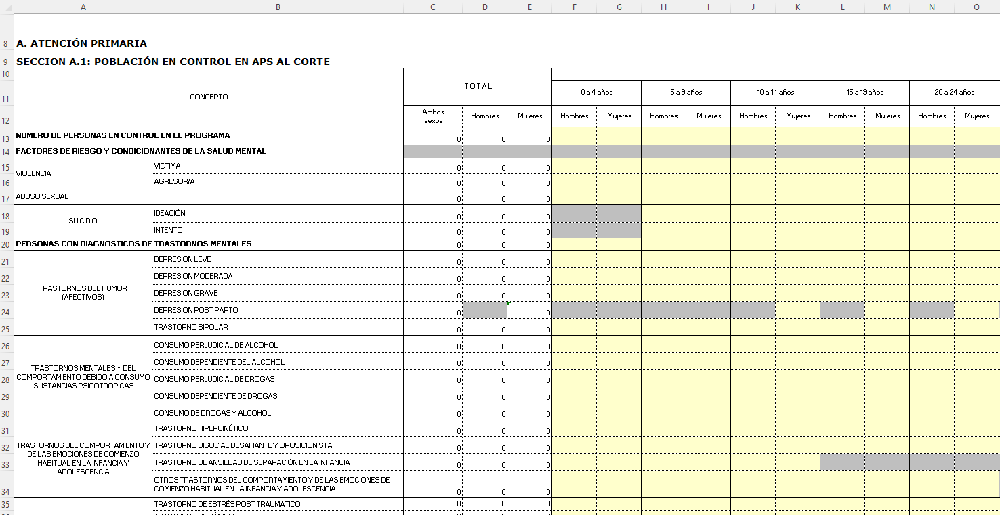 A B C D E F G H I J K L M N O
8 A. ATENCIÓN PRIMARIA
9 SECCION A.1: POBLACIÓN EN CONTROL EN APS AL CORTE
10
11 CONCEPTO TOTAL 0 a 4 años 5 a 9 años 10 a 14 años 15 a 19 años 20 a 24 años
12 Ambos sexos Hombres Mujeres Hombres Mujeres Hombres Mujeres Hombres Mujeres Hombres Mujeres Hombres Mujeres
13 NUMERO DE PERSONAS EN CONTROL EN EL PROGRAMA 0 0 0
14 FACTORES DE RIESGO Y CONDICIONANTES DE LA SALUD MENTAL
15 VIOLENCIA VICTIMA 0 0 0
16 AGRESOR/A 0 0 0
17 ABUSO SEXUAL 0 0 0
18 SUICIDIO IDEACIÓN 0 0 0
19 INTENTO 0 0 0
20 PERSONAS CON DIAGNOSTICOS DE TRASTORNOS MENTALES 0 0 0
21 DEPRESIÓN LEVE 0 0 0
22 DEPRESIÓN MODERADA 0 0 0
TRASTORNOS DEL HUMOR
(AFECTIVOS)
23 DEPRESIÓN GRAVE 0 0 0
24 DEPRESIÓN POST PARTO 0 0
25 TRASTORNO BIPOLAR 0 0 0
26 CONSUMO PERJUDICIAL DE ALCOHOL 0 0 0
27 CONSUMO DEPENDIENTE DEL ALCOHOL 0 0 0
TRASTORNOS MENTALES Y DEL
COMPORTAMIENTO DEBIDO A CONSUMO
SUSTANCIAS PSICOTROPICAS
28 CONSUMO PERJUDICIAL DE DROGAS 0 0 0
29 CONSUMO DEPENDIENTE DE DROGAS 0 0 0
30 CONSUMO DE DROGAS Y ALCOHOL 0 0 0
31 TRASTORNO HIPERCINÉTICO 0 0 0
TRASTORNOS DEL COMPORTAMIENTO Y
DE LAS EMOCIONES DE COMIENZO
HABITUAL EN LA INFANCIA Y
ADOLESCENCIA
32 TRASTORNO DISOCIAL DESAFIANTE Y OPOSICIONISTA 0 0 0
33 TRASTORNO DE ANSIEDAD DE SEPARACIÓN EN LA INFANCIA 0 0 0
34 OTROS TRASTORNOS DEL COMPORTAMIENTO Y DE LAS EMOCIONES DE
COMIENZO HABITUAL EN LA INFANCIA Y ADOLESCENCIA 0 0 0
35 TRASTORNO DE ESTRÉS POST TRAUMATICO 0 0 0